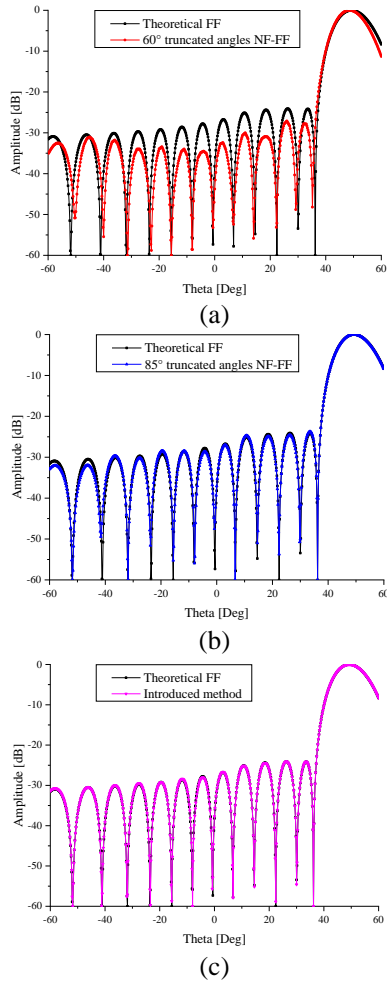 Theoretical FF
60° truncated angles NF-FF
Amplitude [dB]
0
-10
-20
-30
-40
-50
-60
-60 -40 -20 0 20 40 60
Theta [Deg]
(a)
Theoretical FF
85° truncated angles NF-FF
Amplitude [dB]
0
-10
-20
-30
-40
-50
-60
-60 -40 -20 0 20 40 60
Theta [Deg]
(b)
Theoretical FF
Introduced method
Amplitude [dB]
0
-10
-20
-30
-40
-50
-60
-60 -40 -20 0 20 40 60
Theta [Deg]
(c)